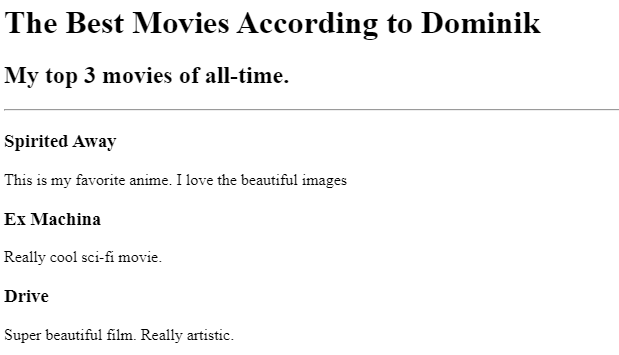 The Best Movies According to Dominik
My top 3 movies of all-time.
Spirited Away
This is my favorite anime. I love the beautiful images
Ex Machina
Really cool sci-fi movie.
Drive
Super beautiful film. Really artistic.